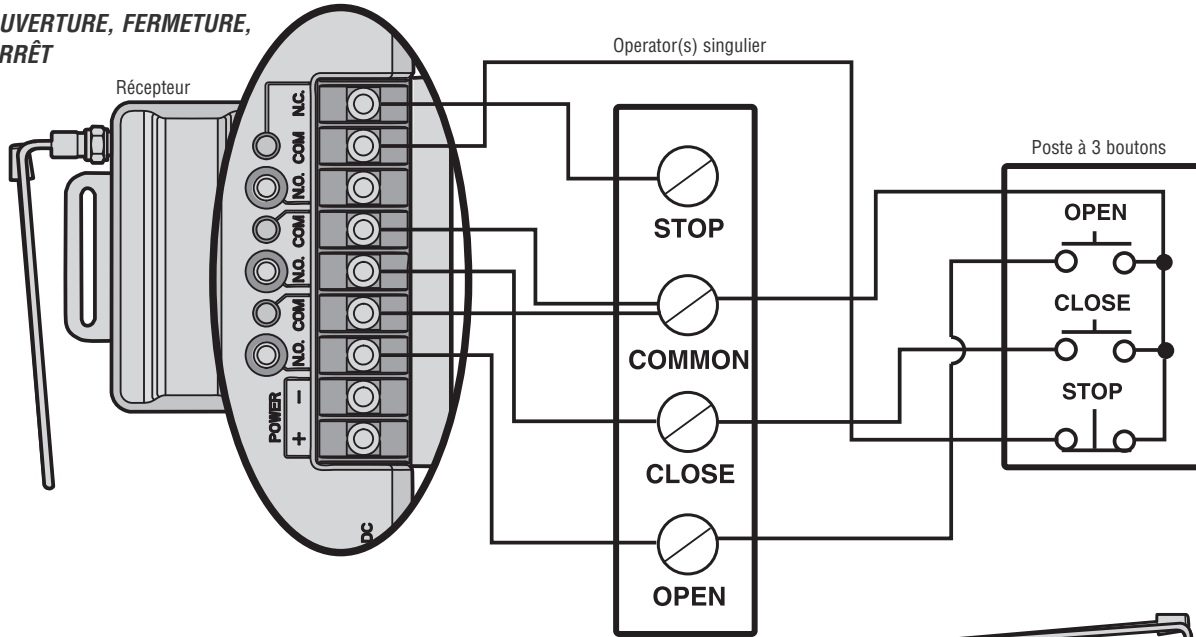 UVERTURE, FERMETURE,
RRÊT
Récepteur
Operator(s) singulier
Poste à 3 boutons
N.C.
COM
N.O.
COM
N.O.
COM
N.O.
POWER
-
+
DC
STOP
COMMON
CLOSE
OPEN
OPEN
CLOSE
STOP